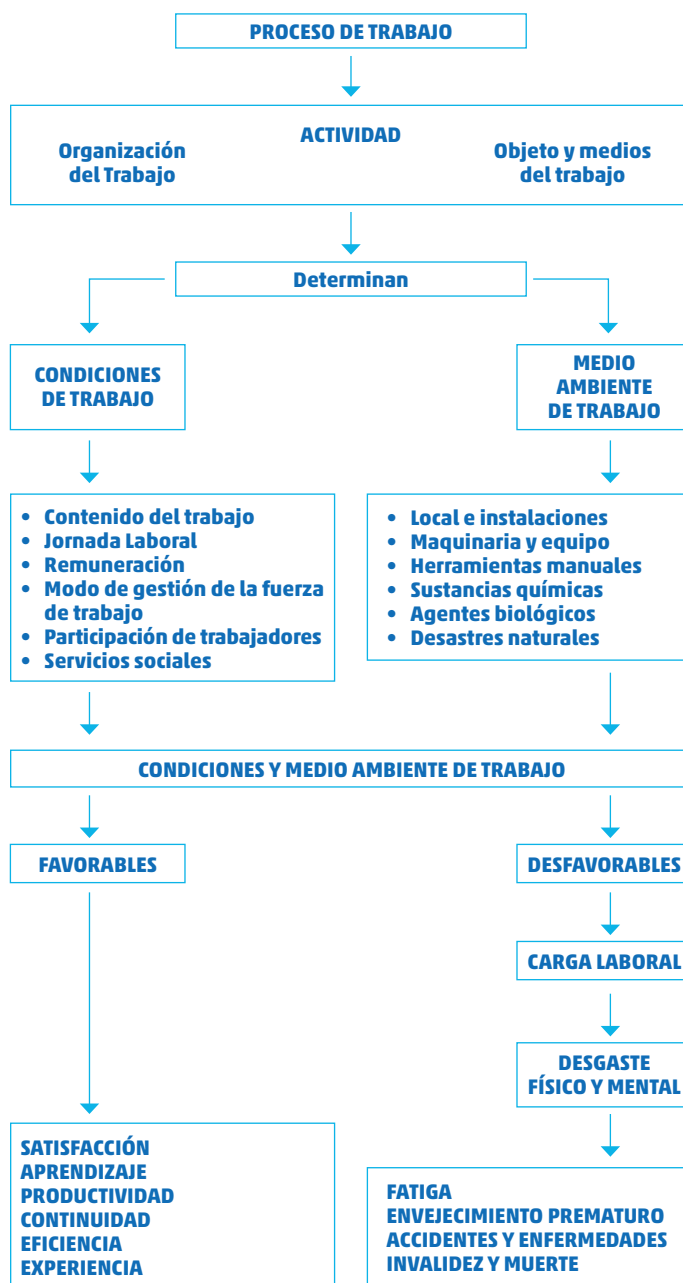 PROCESO DE TRABAJO
ACTIVIDAD
Organización
del Trabajo
Objeto y medios
del trabajo
Determinan
CONDICIONES
DE TRABAJO
MEDIO
AMBIENTE
DE TRABAJO
• Contenido del trabajo
• Jornada Laboral
• Remuneración
• Modo de gestión de la fuerza
de trabajo
• Participación de trabajadores
• Servicios sociales
• Local e instalaciones
• Maquinaria y equipo
• Herramientas manuales
• Sustancias químicas
• Agentes biológicos
• Desastres naturales
CONDICIONES Y MEDIO AMBIENTE DE TRABAJO
FAVORABLES
DESFAVORABLES
CARGA LABORAL
DESGASTE
FÍSICO Y MENTAL
SATISFACCIÓN
APRENDIZAJE
PRODUCTIVIDAD
CONTINUIDAD
EFICIENCIA
EXPERIENCIA
FATIGA
ENVEJECIMIENTO PREMATURO
ACCIDENTES Y ENFERMEDADES
INVALIDEZ Y MUERTE